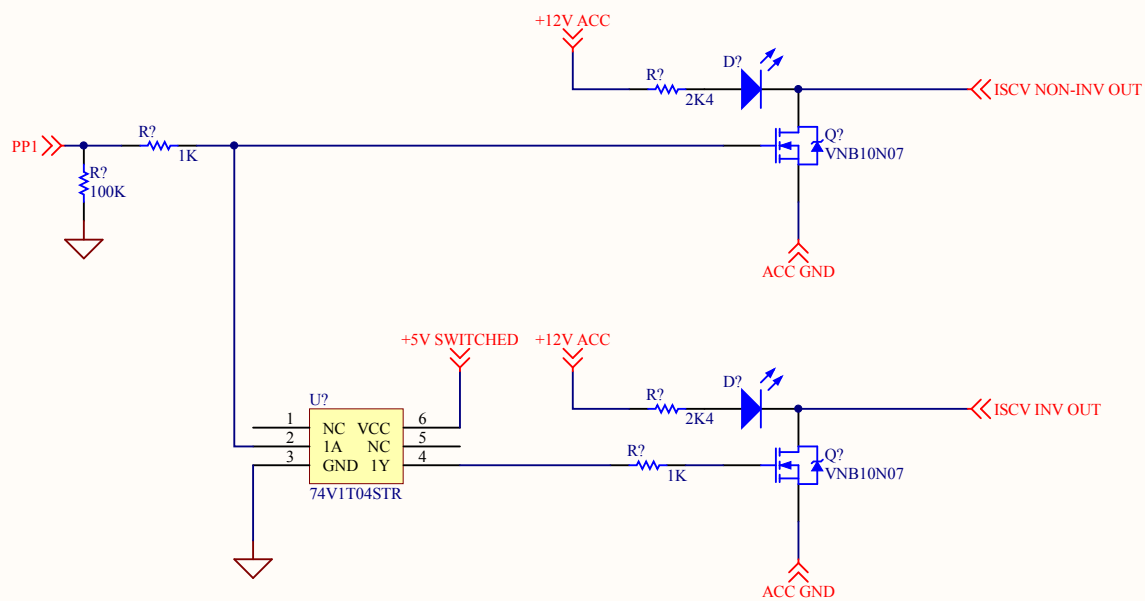 +12V ACC
R?
2K4
D?
ISCV NON-INV OUT
PP1
R?
1K
Q?
VNB10N07
R?
100K
ACC GND
+5V SWITCHED
+12V ACC
U?
1 NC VCC 6
2 1A NC 5
3 GND 1Y 4
74V1T04STR
R?
2K4
D?
ISCV INV OUT
R?
1K
Q?
VNB10N07
ACC GND